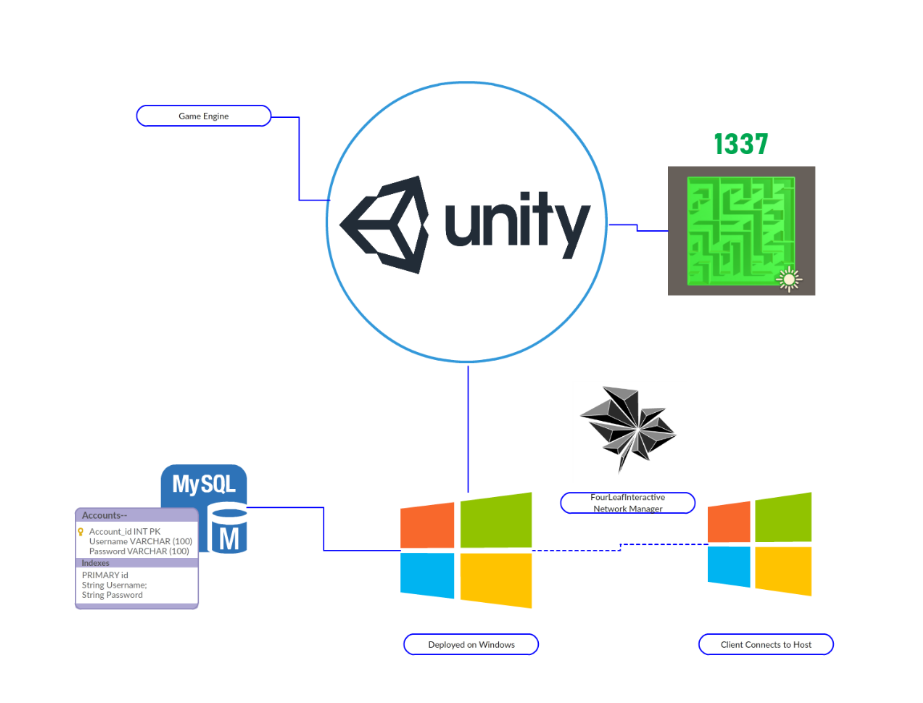 Game Engine
unity
1337
MySQL
M
Accounts--
Account_id INT PK
Username VARCHAR (100)
Password VARCHAR (100)
Indexes
PRIMARY id
String Username;
String Password
FourLeafInteractive
Network Manager
Deployed on Windows
Client Connects to Host